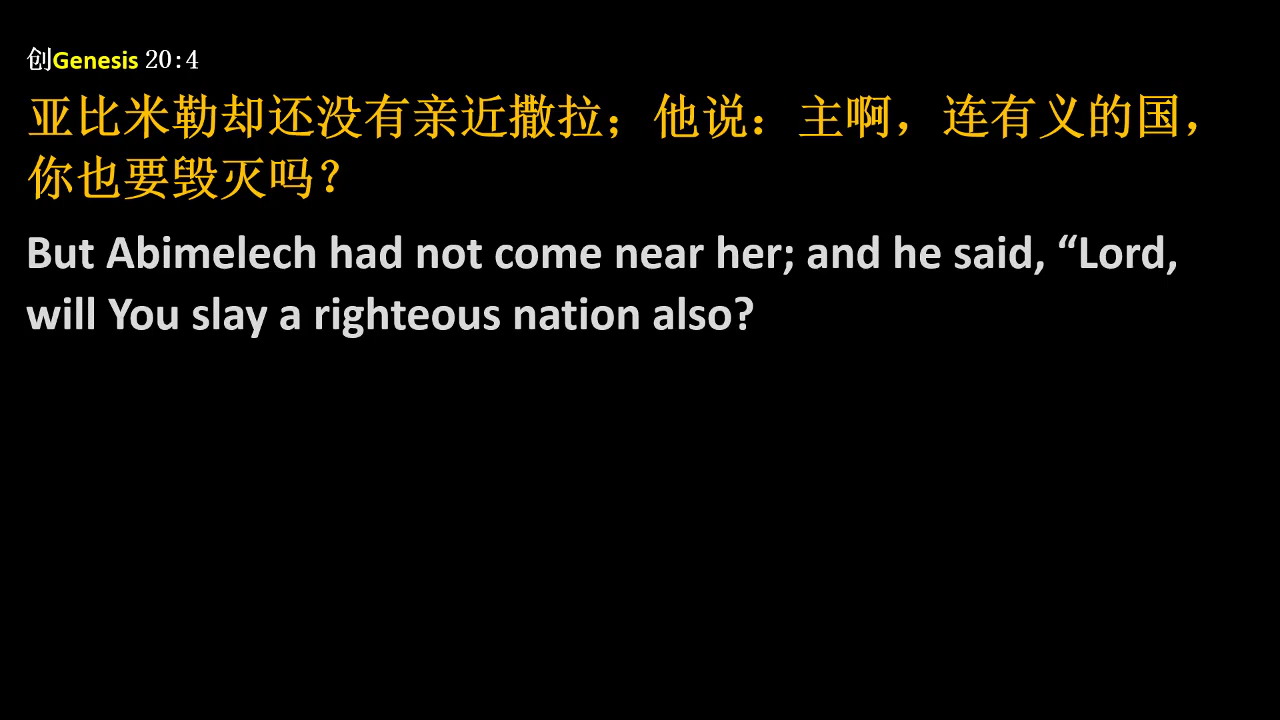 创Genesis 20:4
亚比米勒却还没有亲近撒拉；他说：主啊，连有义的国，
你也要毁灭吗？
But Abimelech had not come near her; and he said, “Lord,
will You slay a righteous nation also?